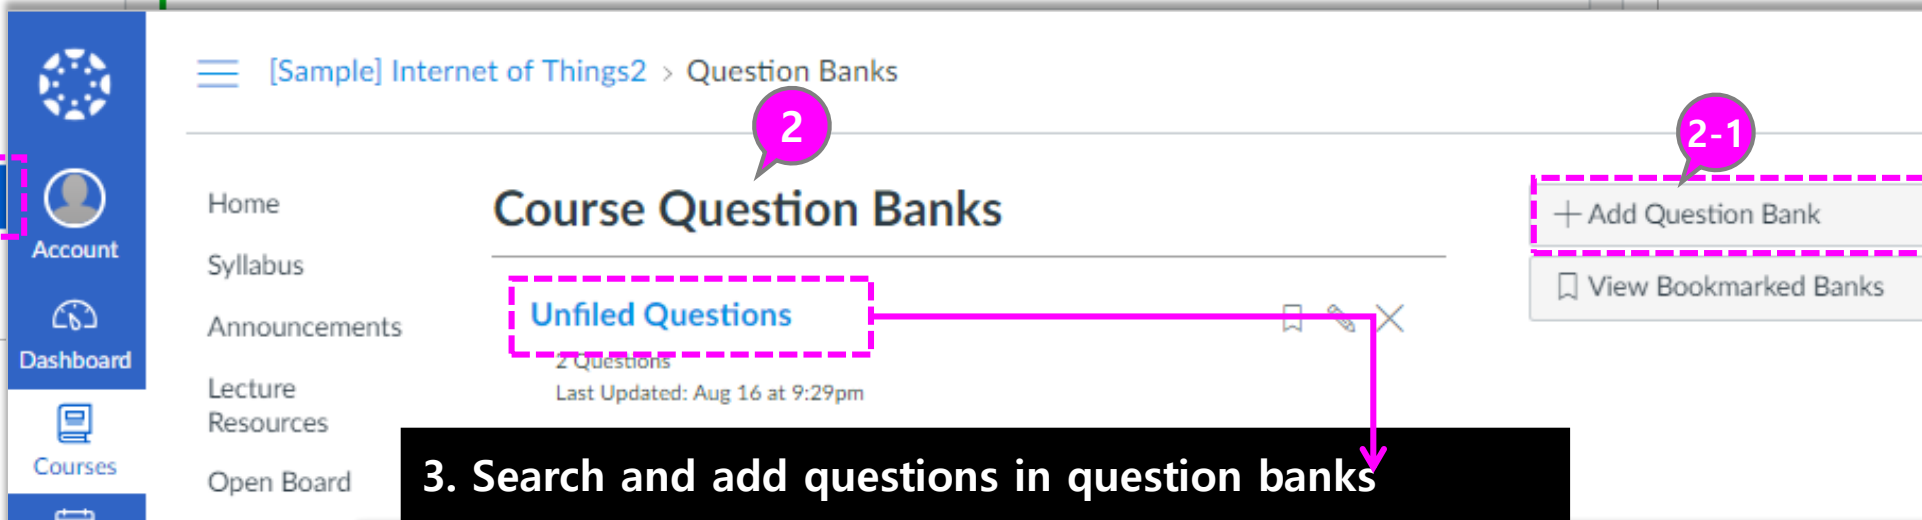 [Sample] Internet of Things2 > Question Banks
2
2-1
Account
Dashboard
Courses
Home
Syllabus
Announcements
Lecture
Resources
Open Board
Course Question Banks
Unfiled Questions
2 Questions
Last Updated: Aug 16 at 9:29pm
+ Add Question Bank
View Bookmarked Banks
3. Search and add questions in question banks